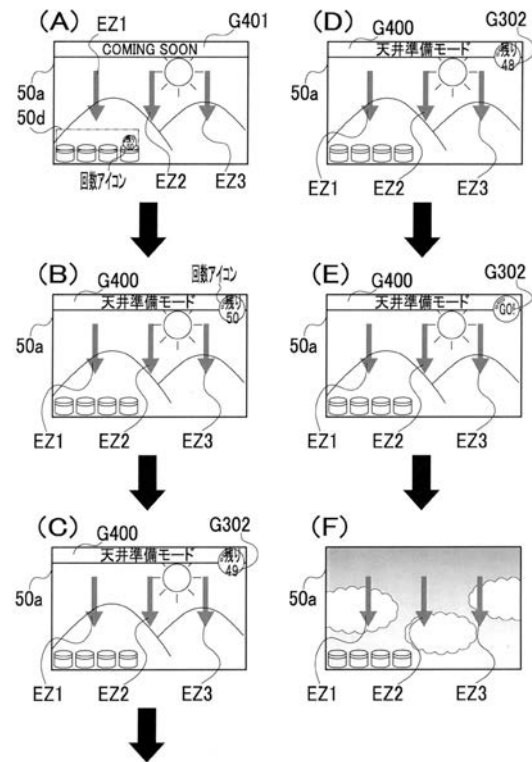 (A)
EZ1
G401
COMING SOON
50a
50d
回数アイコン
EZ2
EZ3
(B)
G400
回数アイコン
天井準備モード
残り
50
50a
EZ1
EZ2
EZ3
(C)
G400
G302
天井準備モード
残り
49
50a
EZ1
EZ2
EZ3
(D)
G400
G302
天井準備モード
残り
48
50a
EZ1
EZ2
EZ3
(E)
G400
G302
天井準備モード
GO!
50a
EZ1
EZ2
EZ3
(F)
50a
EZ1
EZ2
EZ3